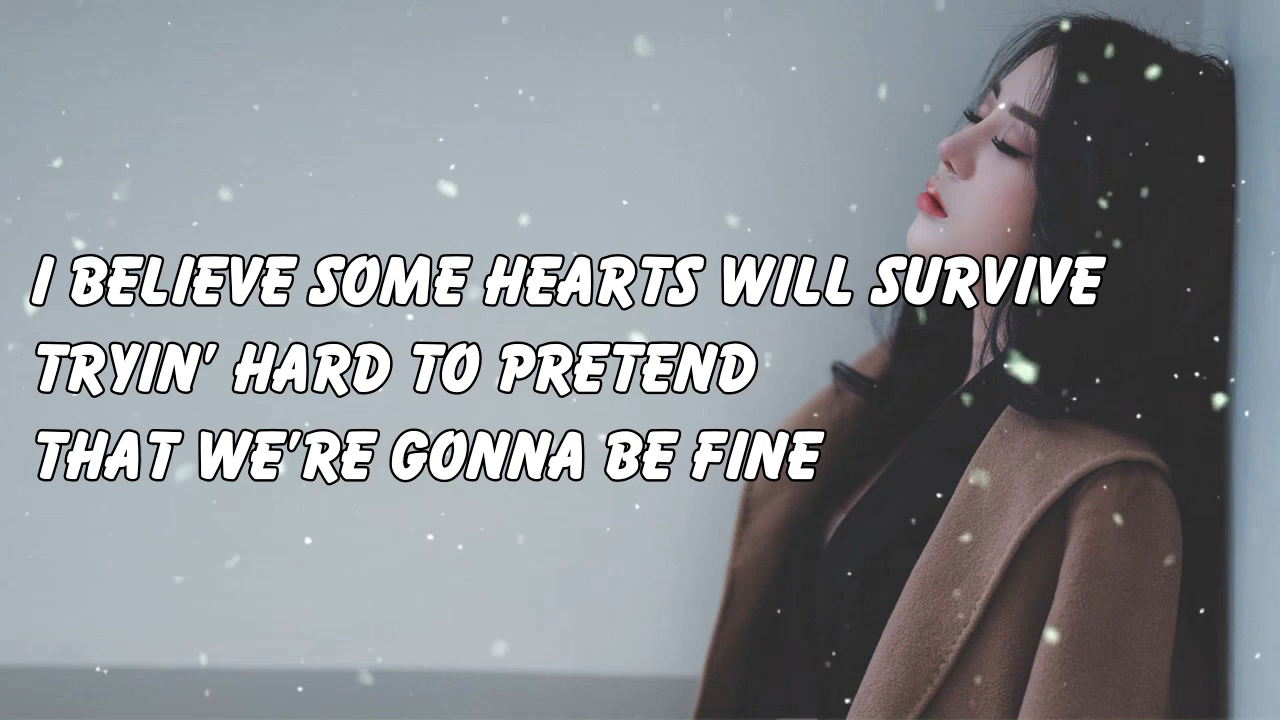 I BELIEVE SOME HEARTS WILL SURVIVE
TRYIN' HARD TO PRETEND
THAT WE'RE GONNA BE FINE